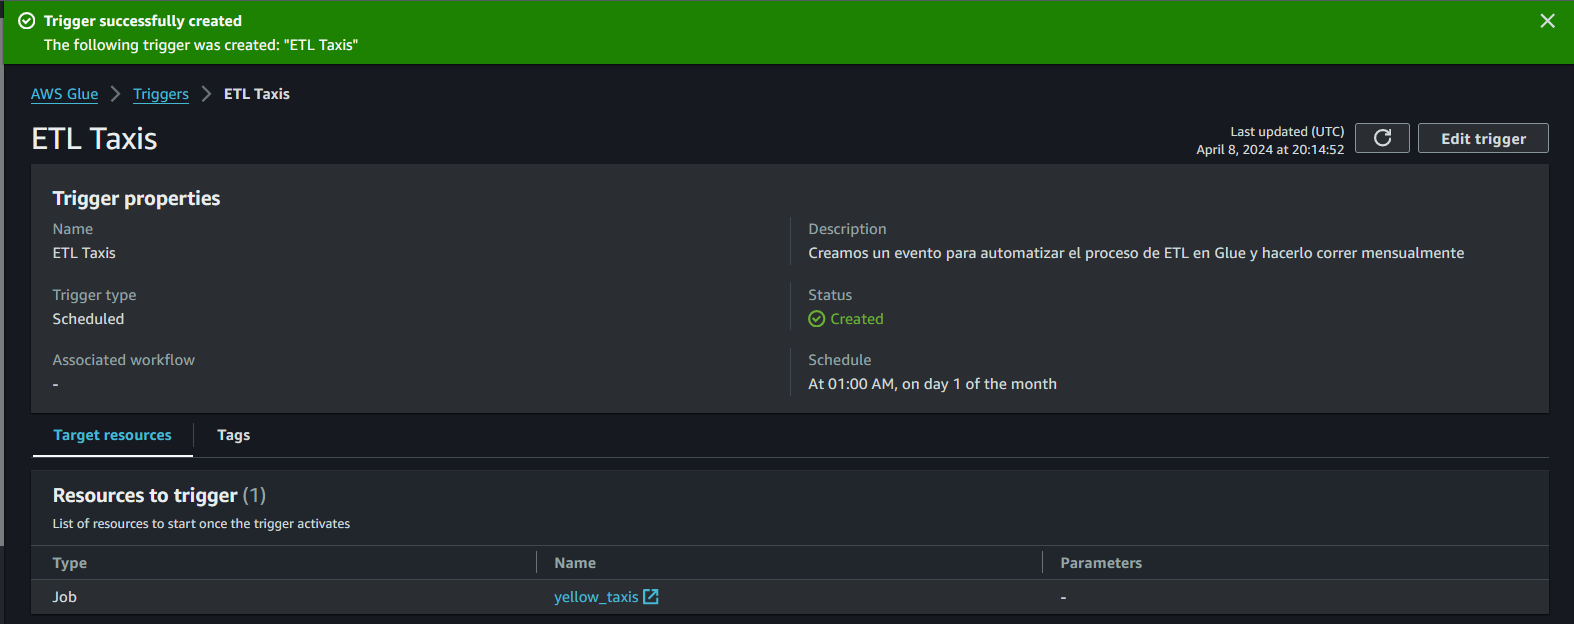 Trigger successfully created
The following trigger was created: "ETL Taxis"
AWS Glue > Triggers > ETL Taxis
ETL Taxis
Last updated (UTC)
April 8, 2024 at 20:14:52
Edit trigger
Trigger properties
Name
ETL Taxis
Description
Creamos un evento para automatizar el proceso de ETL en Glue y hacerlo correr mensualmente
Trigger type
Scheduled
Status
Created
Associated workflow
-
Schedule
At 01:00 AM, on day 1 of the month
Target resources
Tags
Resources to trigger (1)
List of resources to start once the trigger activates
Type Name Parameters
Job yellow_taxis -